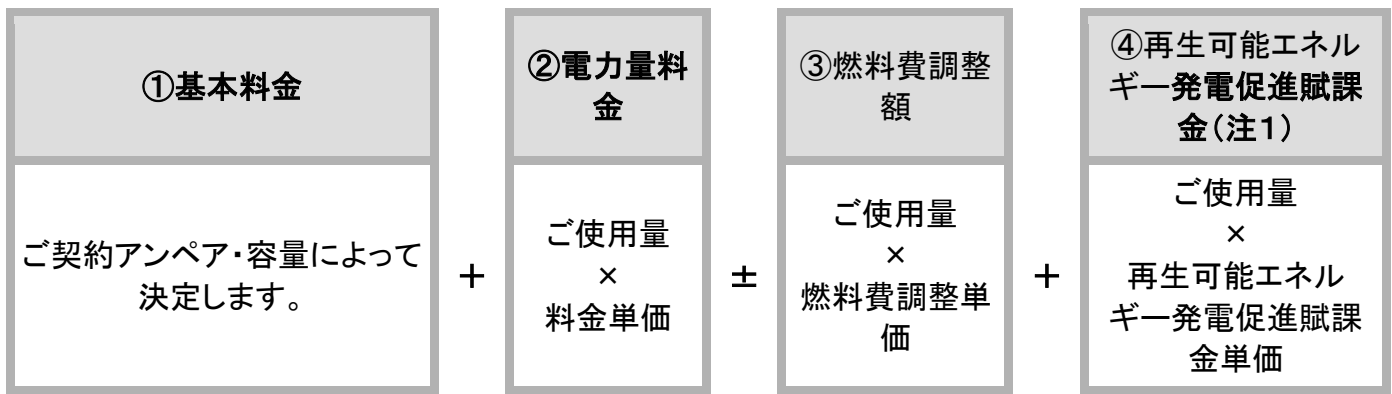 ①基本料金
ご契約アンペア・容量によって
決定します。
+
②電力量料
金
ご使用量
×
料金単価
±
③燃料費調整
額
ご使用量
×
燃料費調整単
価
+
④再生可能エネル
ギー発電促進賦課
金(注1)
ご使用量
×
再生可能エネル
ギー発電促進賦課
金単価